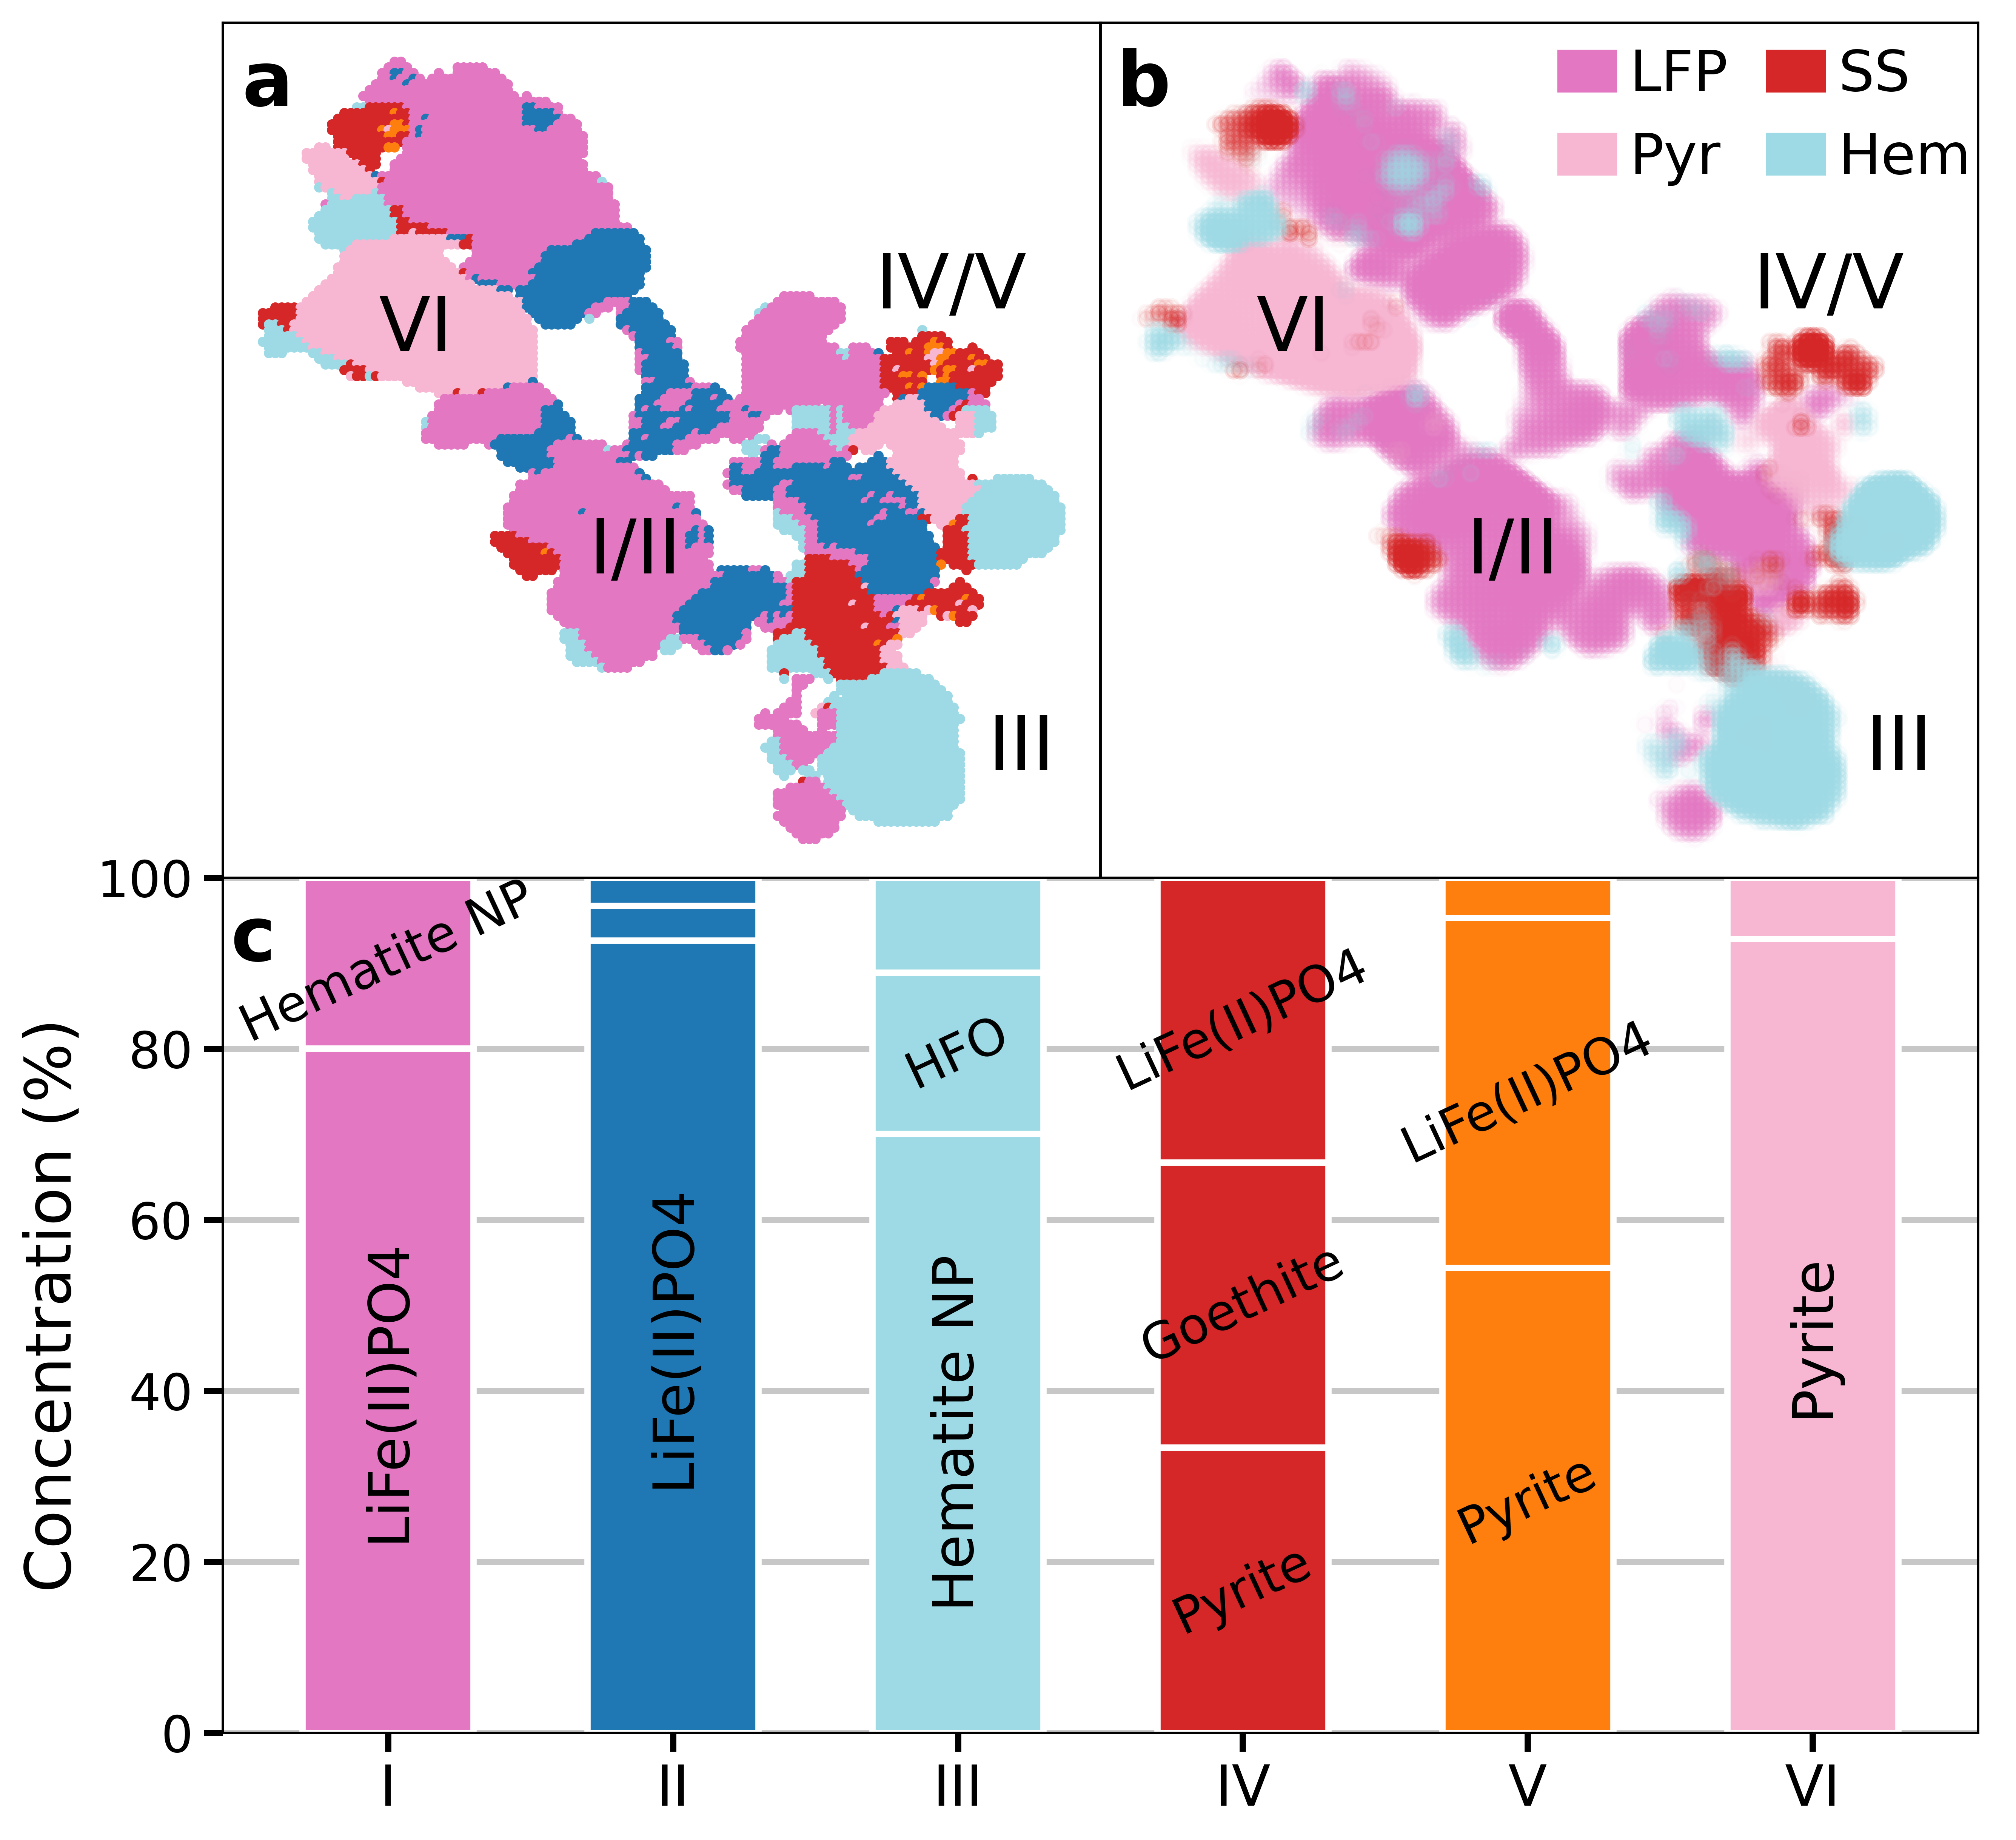 a
b
LFP
SS
Pyr
Hem
VI
IV/V
I/II
III
VI
IV/V
I/II
III
c
Concentration (%)
100
80
60
40
20
0
Hematite NP
LiFe(II)PO4
LiFe(II)PO4
HFO
Hematite NP
LiFe(II)PO4
Goethite
Pyrite
LiFe(II)PO4
Pyrite
Pyrite
I
II
III
IV
V
VI